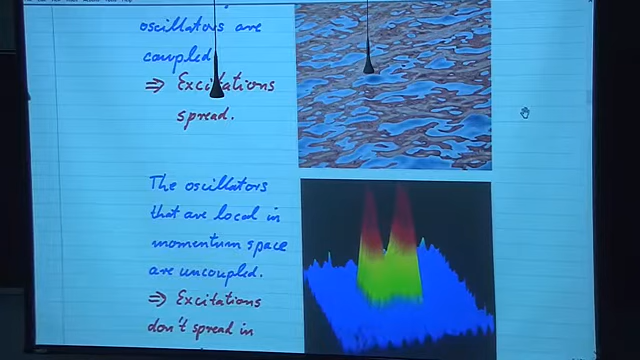 oscillators are
coupled
⇒ Excitations
spread.
The oscillators
that are local in
momentum space
are uncoupled.
⇒ Excitations
don't spread in